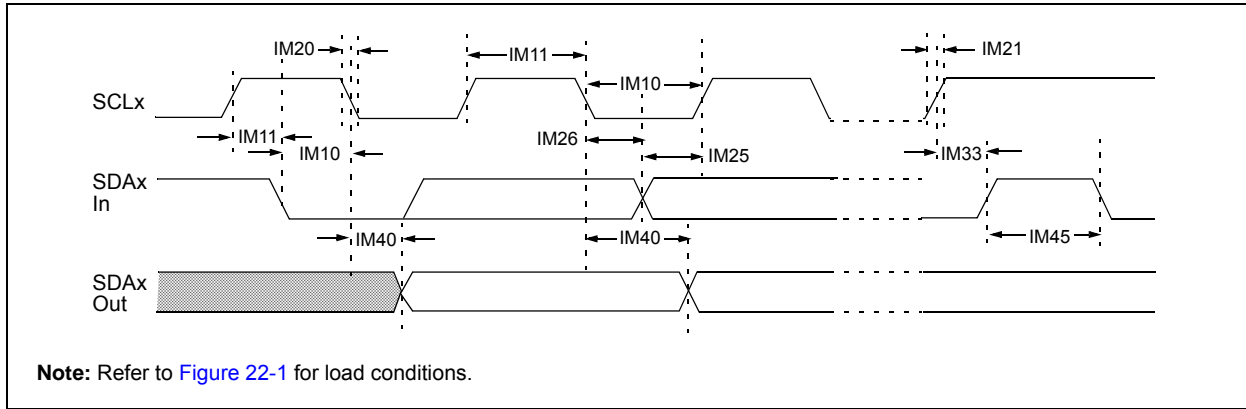 IM20
IM11
IM21
IM10
SCLx
IM11
IM26
IM10
IM25
IM33
SDAx
In
IM40
IM40
IM45
SDAx
Out
Note: Refer to Figure 22-1 for load conditions.